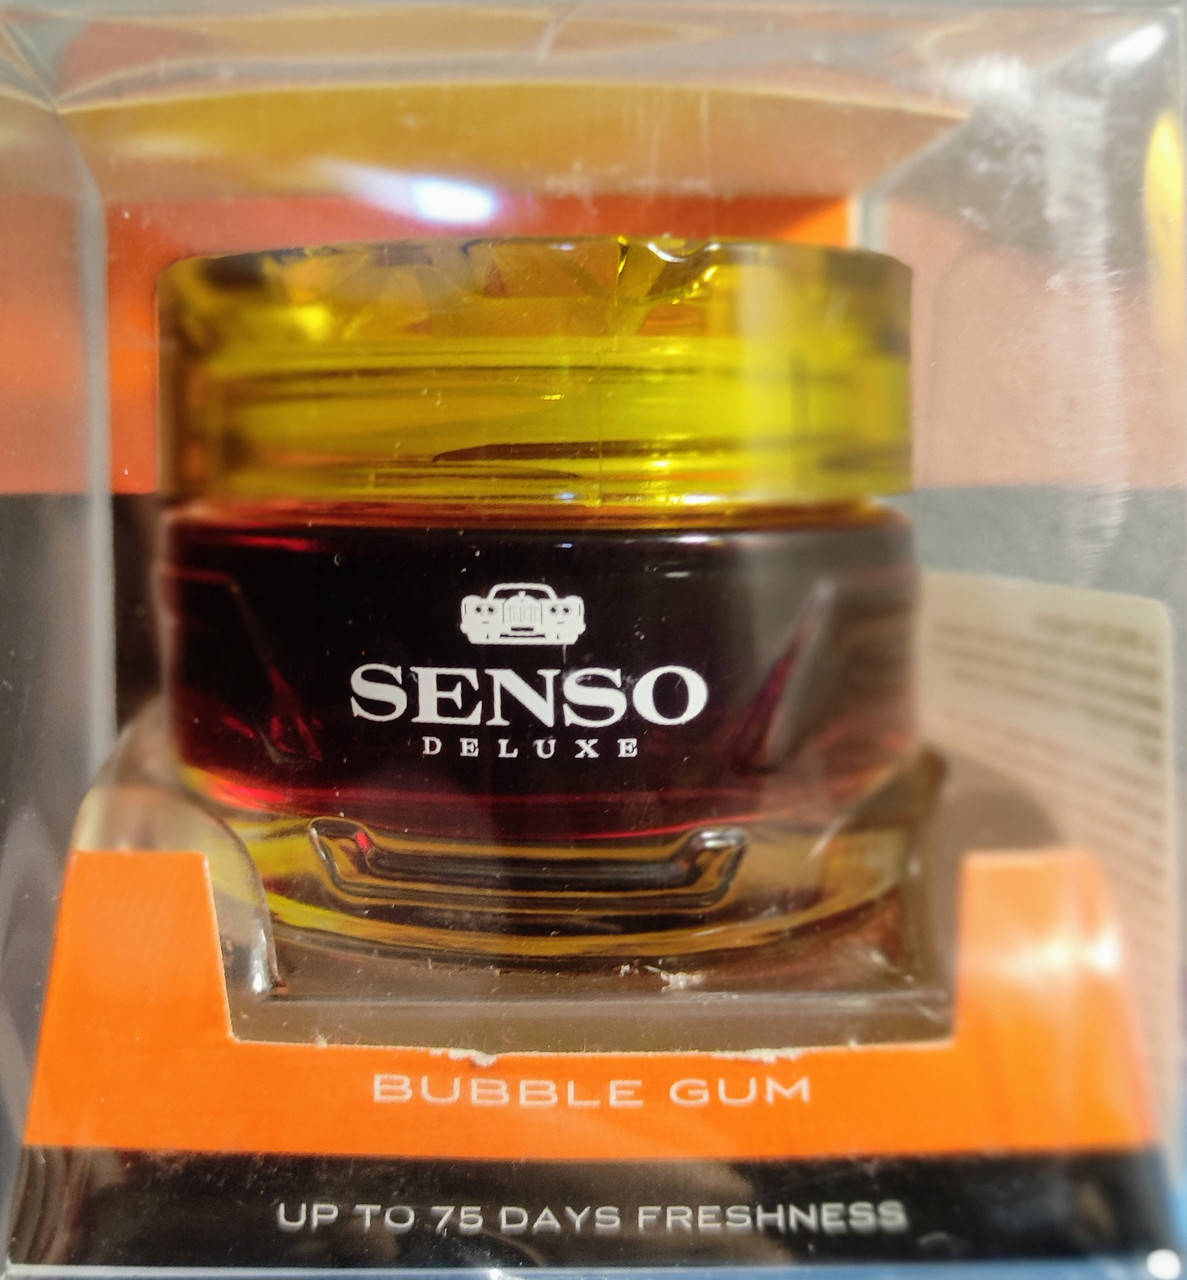 SENSO
DELUXE
BUBBLE GUM
UP TO 75 DAYS FRESHNESS